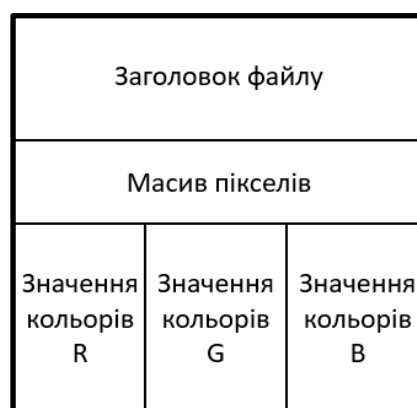 Заголовок файлу
Масив пікселів
Значення кольорів R
Значення кольорів G
Значення кольорів B